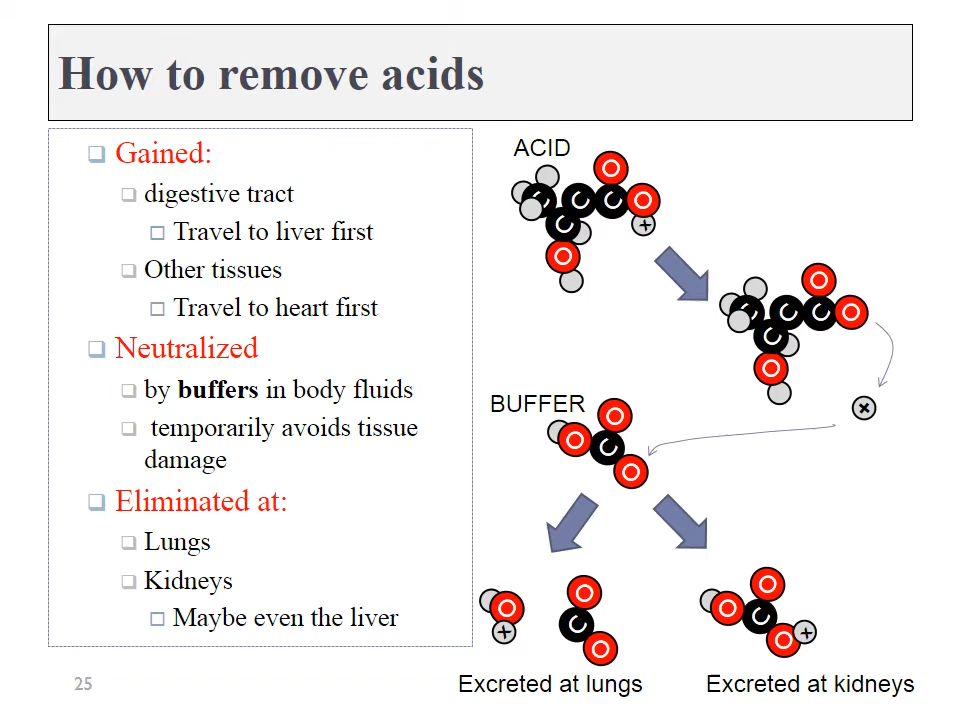 How to remove acids
Gained:
digestive tract
Travel to liver first
Other tissues
Travel to heart first
Neutralized
by buffers in body fluids
temporarily avoids tissue
damage
Eliminated at:
Lungs
Kidneys
Maybe even the liver
25
ACID
O
C C C O
+
C
O
O
C C C O
C
O
+
BUFFER
O
O C
O
O
O C
+ O
O
O C
O +
Excreted at lungs
Excreted at kidneys